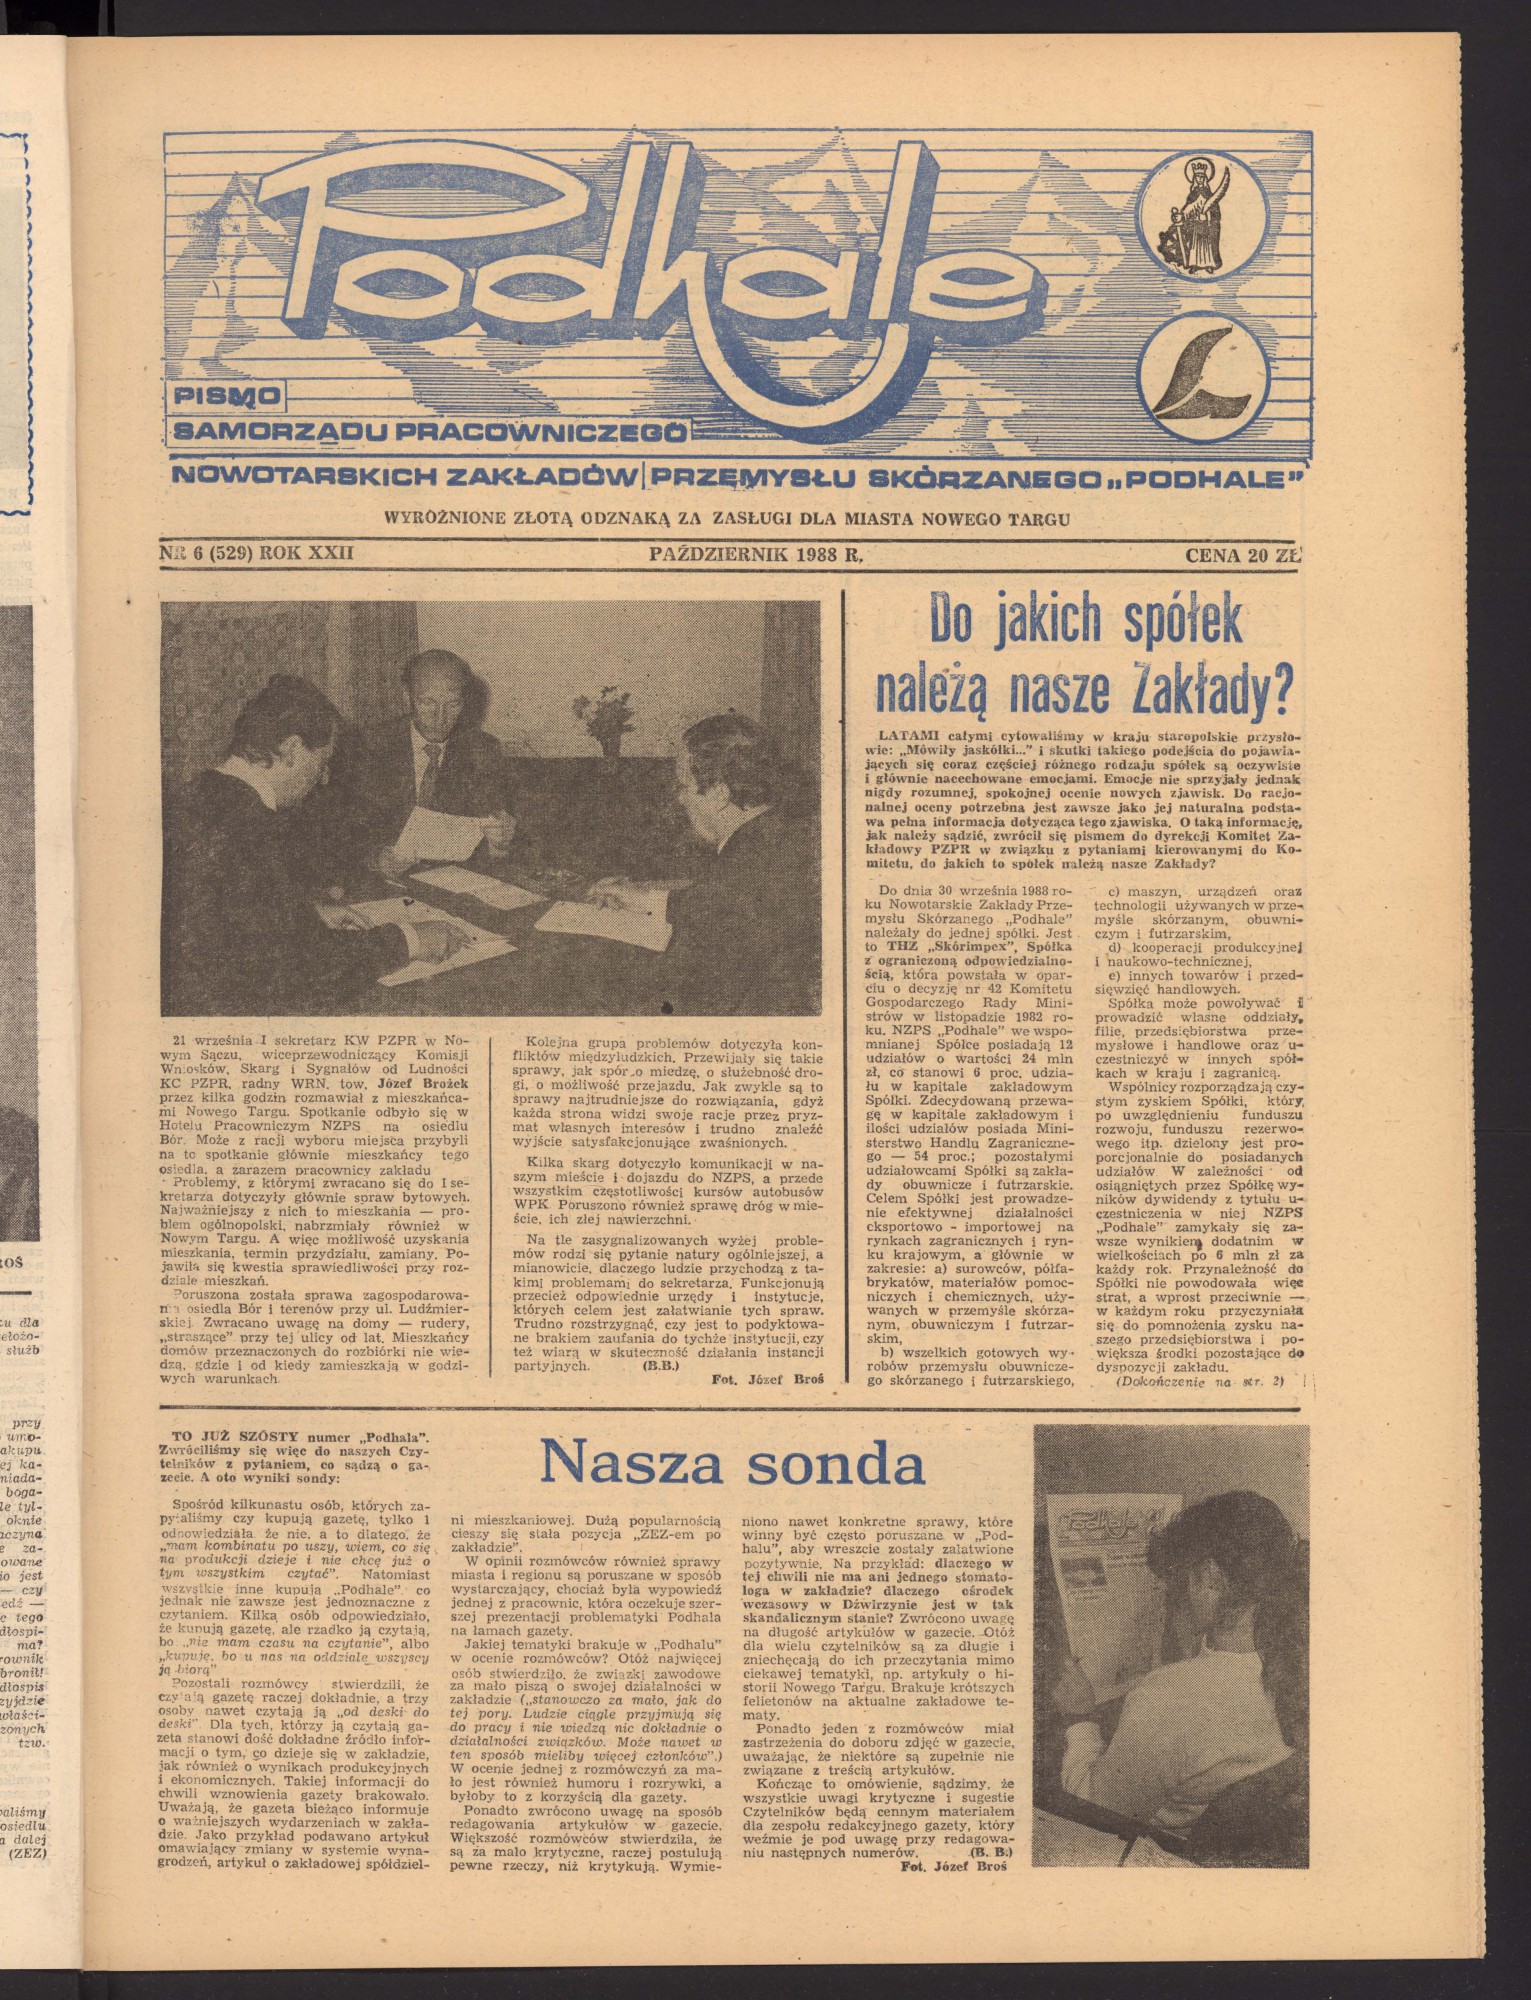 Podhale
PISMO
SAMORZĄDU PRACOWNICZEGO
NOWOTARSKICH ZAKŁADÓW PRZEMYSŁU SKÓRZANEGO „PODHALE”
WYRÓŻNIONE ZŁOTĄ ODZNAKĄ ZA ZASŁUGI DLA MIASTA NOWEGO TARGU
NR 6 (529) ROK XXII PAŹDZIERNIK 1988 R. CENA 20 ZŁ
21 września I sekretarz KW PZPR w No-
wym Sączu, wiceprzewodniczący Komisji
Wniosków, Skarg i Sygnałów od Ludności
KC PZPR, radny WRN, tow. Józef Brożek
przez kilka godzin rozmawiał z mieszkańca-
mi Nowego Targu. Spotkanie odbyło się w
Hotelu Pracowniczym NZPS na osiedlu
Bór. Może z racji wyboru miejsca przybyli
na to spotkanie głównie mieszkańcy tego
osiedla, a zarazem pracownicy zakładu
Problemy, z którymi zwracano się do I se-
kretarza dotyczyły głównie spraw bytowych.
Najważniejszy z nich to mieszkania — pro-
blem ogólnopolski, nabrzmiały również w
Nowym Targu. A więc możliwość uzyskania
mieszkania, termin przydziału, zamiany. Po-
jawiła się kwestia sprawiedliwości przy roz-
dziale mieszkań.
Poruszona została sprawa zagospodarowa-
nia osiedla Bór i terenów przy ul. Ludźmier-
skiej. Zwracano uwagę na domy — rudery,
„straszące” przy tej ulicy od lat. Mieszkańcy
domów przeznaczonych do rozbiórki nie wie-
dzą, gdzie i od kiedy zamieszkają w godzi-
wych warunkach.
Kolejna grupa problemów dotyczyła kon-
fliktów międzyludzkich. Przewijały się takie
sprawy, jak spór o miedzę, o służebność dro-
gi, o możliwość przejazdu. Jak zwykle są to
sprawy najtrudniejsze do rozwiązania, gdyż
każda strona widzi swoje racje przez pryz-
mat własnych interesów i trudno znaleźć
wyjście satysfakcjonujące zwaśnionych.
Kilka skarg dotyczyło komunikacji w na-
szym mieście i dojazdu do NZPS, a przede
wszystkim częstotliwości kursów autobusów
WPK. Poruszono również sprawę dróg w mie-
ście, ich złej nawierzchni.
Na tle zasygnalizowanych wyżej proble-
mów rodzi się pytanie natury ogólniejszej, a
mianowicie, dlaczego ludzie przychodzą z ta-
kimi problemami do sekretarza. Funkcjonują
przecież odpowiednie urzędy i instytucje,
których celem jest załatwianie tych spraw.
Trudno rozstrzygnąć, czy jest to podyktowa-
ne brakiem zaufania do tychże instytucji, czy
też wiarą w skuteczność działania instancji
partyjnych. (B.B.)
Fot. Józef Broś
Do jakich spółek
należą nasze Zakłady?
LATAMI całymi cytowaliśmy w kraju staropolskie przysło-
wie: „Mówiły jaskółki...” i skutki takiego podejścia do pojawia-
jących się coraz częściej różnego rodzaju spółek są oczywiste
i głównie nacechowane emocjami. Emocje nie sprzyjały jednak
nigdy rozumnej, spokojnej ocenie nowych zjawisk. Do racjo-
nalnej oceny potrzebna jest zawsze jako jej naturalna podsta-
wa pełna informacja dotycząca tego zjawiska. O taką informację,
jak należy sądzić, zwrócił się pismem do dyrekcji Komitet Za-
kładowy PZPR w związku z pytaniami kierowanymi do Ko-
mitetu, do jakich to spółek należą nasze Zakłady?
Do dnia 30 września 1988 ro-
ku Nowotarskie Zakłady Prze-
mysłu Skórzanego „Podhale”
należały do jednej spółki. Jest
to THZ „Skórimpex”, Spółka
z ograniczoną odpowiedzialno-
ścią, która powstała w opar-
ciu o decyzję nr 42 Komitetu
Gospodarczego Rady Mini-
strów w listopadzie 1982 ro-
ku. NZPS „Podhale” we wspo-
mnianej Spółce posiadają 12
udziałów o wartości 24 mln
zł, co stanowi 6 proc. udzia-
łu w kapitale zakładowym
Spółki. Zdecydowaną przewa-
gę w kapitale zakładowym i
ilości udziałów posiada Mini-
sterstwo Handlu Zagraniczne-
go — 54 proc.; pozostałymi
udziałowcami Spółki są zakła-
dy obuwnicze i futrzarskie.
Celem Spółki jest prowadze-
nie efektywnej działalności
eksportowo - importowej na
rynkach zagranicznych i ryn-
ku krajowym, a głównie w
zakresie: a) surowców, półfa-
brykatów, materiałów pomoc-
niczych i chemicznych, uży-
wanych w przemyśle skórza-
nym, obuwniczym i futrzar-
skim,
b) wszelkich gotowych wy-
robów przemysłu obuwnicze-
go skórzanego i futrzarskiego,
c) maszyn, urządzeń oraz
technologii używanych w prze-
myśle skórzanym, obuwni-
czym i futrzarskim,
d) kooperacji produkcyjnej
i naukowo-technicznej,
e) innych towarów i przed-
sięwzięć handlowych.
Spółka może powoływać i
prowadzić własne oddziały,
filie, przedsiębiorstwa prze-
mysłowe i handlowe oraz u-
czestniczyć w innych spół-
kach w kraju i zagranicą.
Wspólnicy rozporządzają czy-
stym zyskiem Spółki, który,
po uwzględnieniu funduszu
rozwoju, funduszu rezerwo-
wego itp. dzielony jest pro-
porcjonalnie do posiadanych
udziałów W zależności od
osiągniętych przez Spółkę wy-
ników dywidendy z tytułu u-
czestniczenia w niej NZPS
„Podhale” zamykały się za-
wsze wynikiem dodatnim w
wielkościach po 6 mln zł za
każdy rok. Przynależność do
Spółki nie powodowała więc
strat, a wprost przeciwnie —
w każdym roku przyczyniała
się do pomnożenia zysku na-
szego przedsiębiorstwa i po-
większa środki pozostające do
dyspozycji zakładu.
(Dokończenie na str. 2)
TO JUŻ SZÓSTY numer „Podhala”.
Zwróciliśmy się więc do naszych Czy-
telników z pytaniem, co sądzą o ga-
zecie. A oto wyniki sondy:
Nasza sonda
Spośród kilkunastu osób, których za-
pytaliśmy czy kupują gazetę, tylko 1
odpowiedziała że nie, a to dlatego, że
„mam kombinatu po uszy, wiem, co się
na produkcji dzieje i nie chcę już o
tym wszystkim czytać”. Natomiast
wszystkie inne kupują „Podhale”, co
jednak nie zawsze jest jednoznaczne z
czytaniem. Kilka osób odpowiedziało,
że kupują gazetę, ale rzadko ją czytają,
bo „nie mam czasu na czytanie”, albo
„kupuję, bo u nas na oddziale wszyscy
ją biorą”
Pozostali rozmówcy stwierdzili, że
czytają gazetę raczej dokładnie, a trzy
osoby nawet czytają ją „od deski do
deski”. Dla tych, którzy ją czytają ga-
zeta stanowi dość dokładne źródło infor-
macji o tym, co dzieje się w zakładzie,
jak również o wynikach produkcyjnych
i ekonomicznych. Takiej informacji do
chwili wznowienia gazety brakowało.
Uważają, że gazeta bieżąco informuje
o ważniejszych wydarzeniach w zakła-
dzie. Jako przykład podawano artykuł
omawiający zmiany w systemie wyna-
grodzeń, artykuł o zakładowej spółdziel-
ni mieszkaniowej. Dużą popularnością
cieszy się stała pozycja „ZEZ-em po
zakładzie”.
W opinii rozmówców również sprawy
miasta i regionu są poruszane w sposób
wystarczający, chociaż była wypowiedź
jednej z pracownic, która oczekuje szer-
szej prezentacji problematyki Podhala
na łamach gazety.
Jakiej tematyki brakuje w „Podhalu”
w ocenie rozmówców? Otóż najwięcej
osób stwierdziło, że związki zawodowe
za mało piszą o swojej działalności w
zakładzie („stanowczo za mało, jak do
tej pory. Ludzie ciągle przyjmują się
do pracy i nie wiedzą nic dokładnie o
działalności związków. Może nawet w
ten sposób mieliby więcej członków”.)
W ocenie jednej z rozmówczyń za ma-
ło jest również humoru i rozrywki, a
byłoby to z korzyścią dla gazety.
Ponadto zwrócono uwagę na sposób
redagowania artykułów w gazecie.
Większość rozmówców stwierdziła, że
są za mało krytyczne, raczej postulują
pewne rzeczy, niż krytykują. Wymie-
niono nawet konkretne sprawy, które
winny być często poruszane w „Pod-
halu”, aby wreszcie zostały załatwione
pozytywnie. Na przykład: dlaczego w
tej chwili nie ma ani jednego stomato-
loga w zakładzie? dlaczego ośrodek
wczasowy w Dźwirzynie jest w tak
skandalicznym stanie? Zwrócono uwagę
na długość artykułów w gazecie. Otóż
dla wielu czytelników są za długie i
zniechęcają do ich przeczytania mimo
ciekawej tematyki, np. artykuły o hi-
storii Nowego Targu. Brakuje krótszych
felietonów na aktualne zakładowe te-
maty.
Ponadto jeden z rozmówców miał
zastrzeżenia do doboru zdjęć w gazecie,
uważając, że niektóre są zupełnie nie
związane z treścią artykułów.
Kończąc to omówienie, sądzimy, że
wszystkie uwagi krytyczne i sugestie
Czytelników będą cennym materiałem
dla zespołu redakcyjnego gazety, który
weźmie je pod uwagę przy redagowa-
niu następnych numerów. (B. B.)
Fot. Józef Broś
Podhale